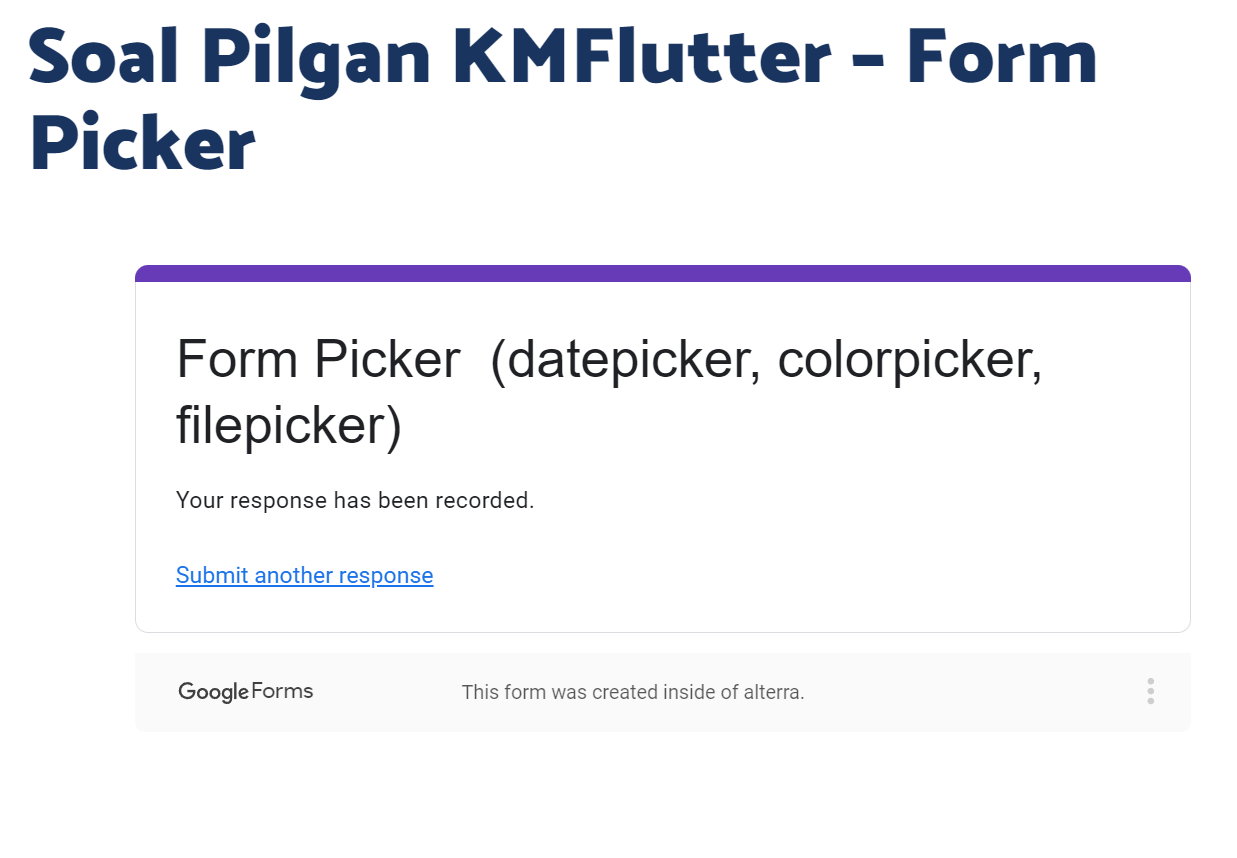 Soal Pilgan KMFlutter – Form
Picker
Form Picker  (datepicker, colorpicker,
filepicker)
Your response has been recorded.
Submit another response
Google Forms
This form was created inside of alterra.